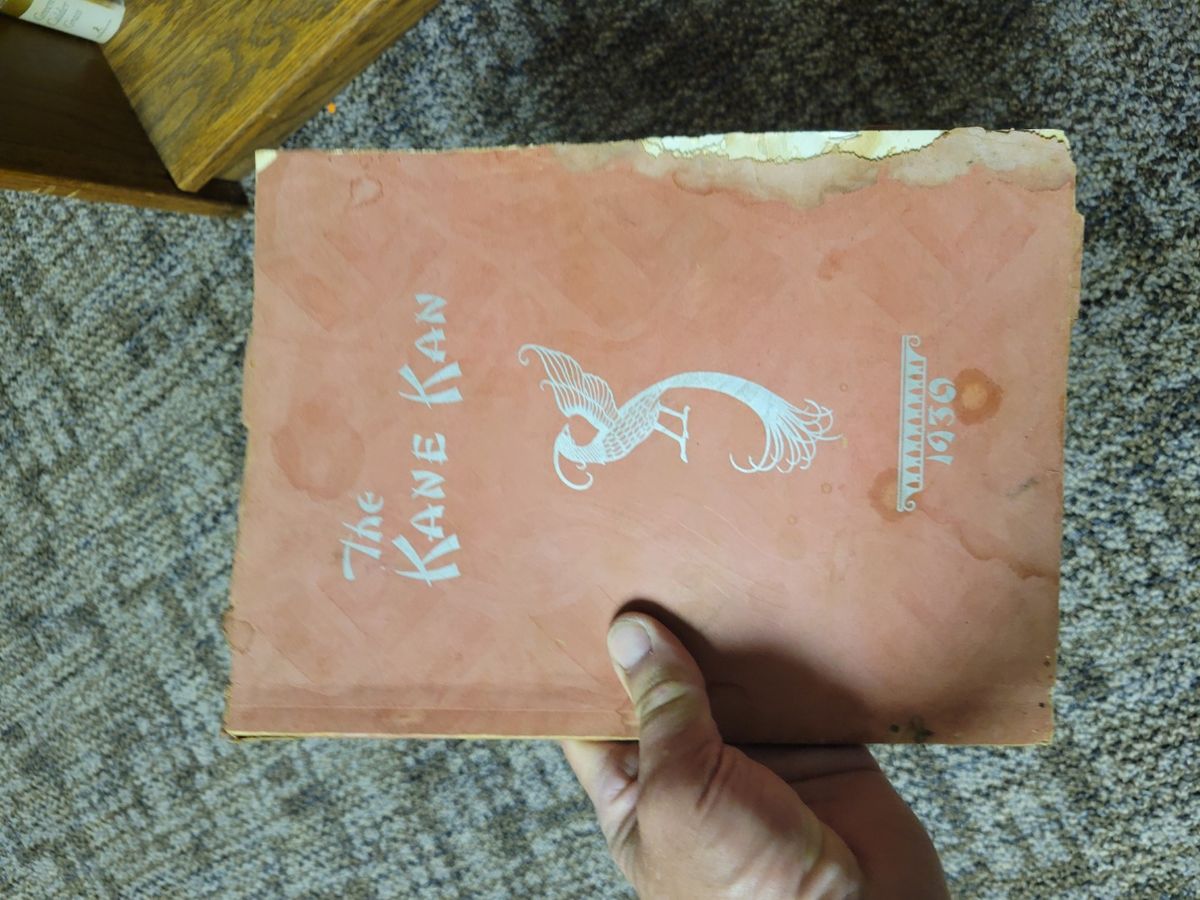 The
KANE KAN
1936